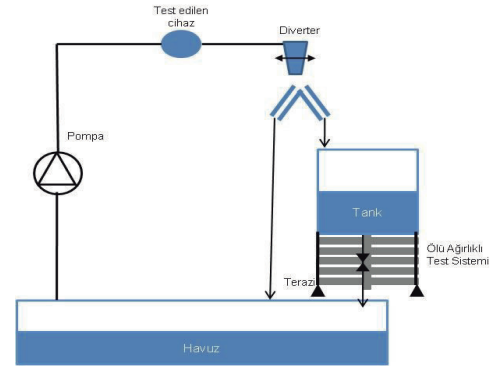 Test edilen
cihaz
Diverter
Pompa
Tank
Ölü Ağırlıklı
Test Sistemi
Terazi
Havuz